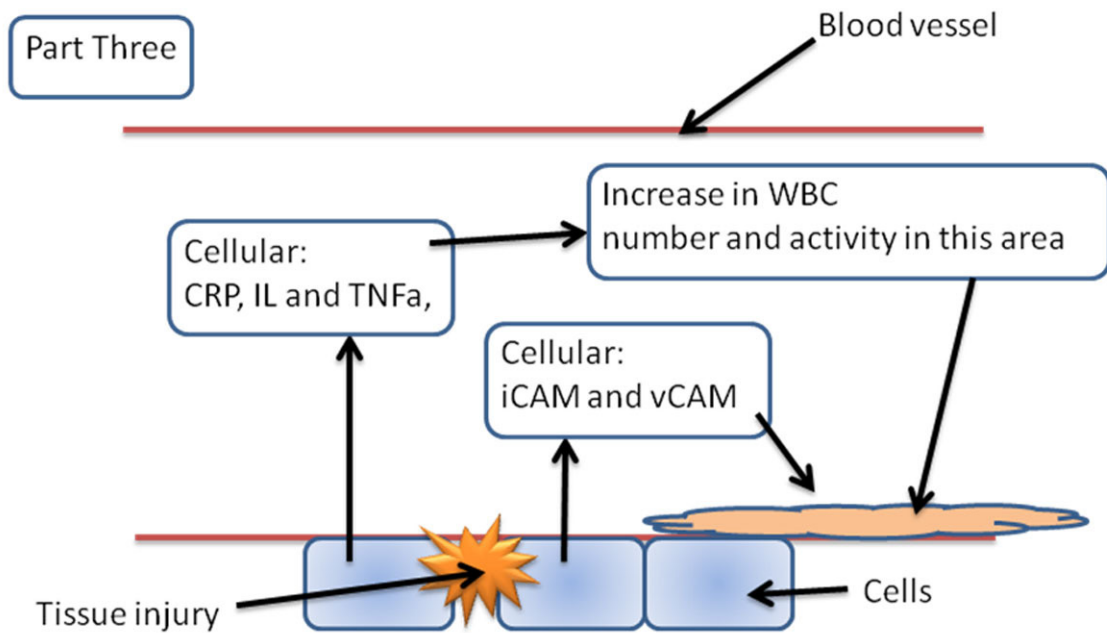 Part Three
Blood vessel
Increase in WBC
number and activity in this area
Cellular:
CRP, IL and TNFa,
Cellular:
iCAM and vCAM
Tissue injury
Cells